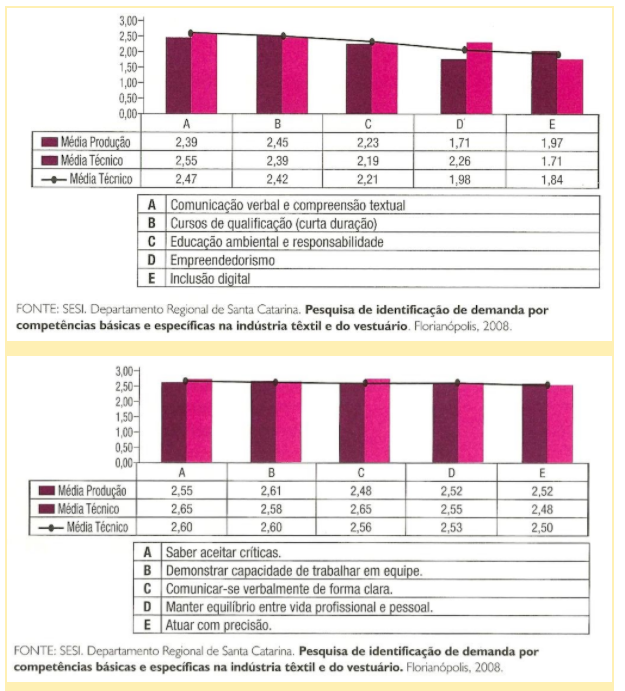 3,00
2,50
2,00
1,50
1,00
0,50
0,00
A B C D E
Média Produção 2,39 2,45 2,23 1,71 1,97
Média Técnico 2,55 2,39 2,19 2,26 1.71
Média Técnico 2,47 2,42 2,21 1,98 1,84
A Comunicação verbal e compreensão textual
B Cursos de qualificação (curta duração)
C Educação ambiental e responsabilidade
D Empreendedorismo
E Inclusão digital
FONTE: SESI. Departamento Regional de Santa Catarina. Pesquisa de identificação de demanda por
competências básicas e específicas na indústria têxtil e do vestuário. Florianópolis, 2008.
3,00
2,50
2,00
1,50
1,00
0,50
0,00
A B C D E
Média Produção 2,55 2,61 2,48 2,52 2,52
Média Técnico 2,65 2,58 2,65 2,55 2,48
Média Técnico 2,60 2,60 2,56 2,53 2,50
A Saber aceitar críticas.
B Demonstrar capacidade de trabalhar em equipe.
C Comunicar-se verbalmente de forma clara.
D Manter equilíbrio entre vida profissional e pessoal.
E Atuar com precisão.
FONTE: SESI. Departamento Regional de Santa Catarina. Pesquisa de identificação de demanda por
competências básicas e específicas na indústria têxtil e do vestuário. Florianópolis, 2008.